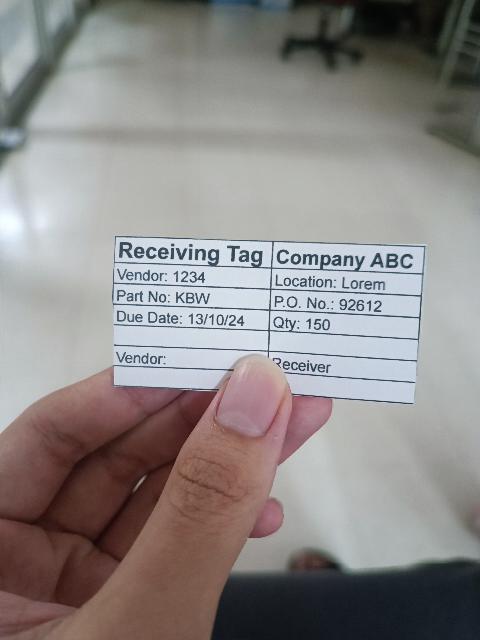 Receiving Tag Company ABC
Vendor: 1234 Location: Lorem
Part No: KBW P.O. No.: 92612
Due Date: 13/10/24 Qty: 150
Vendor: Receiver